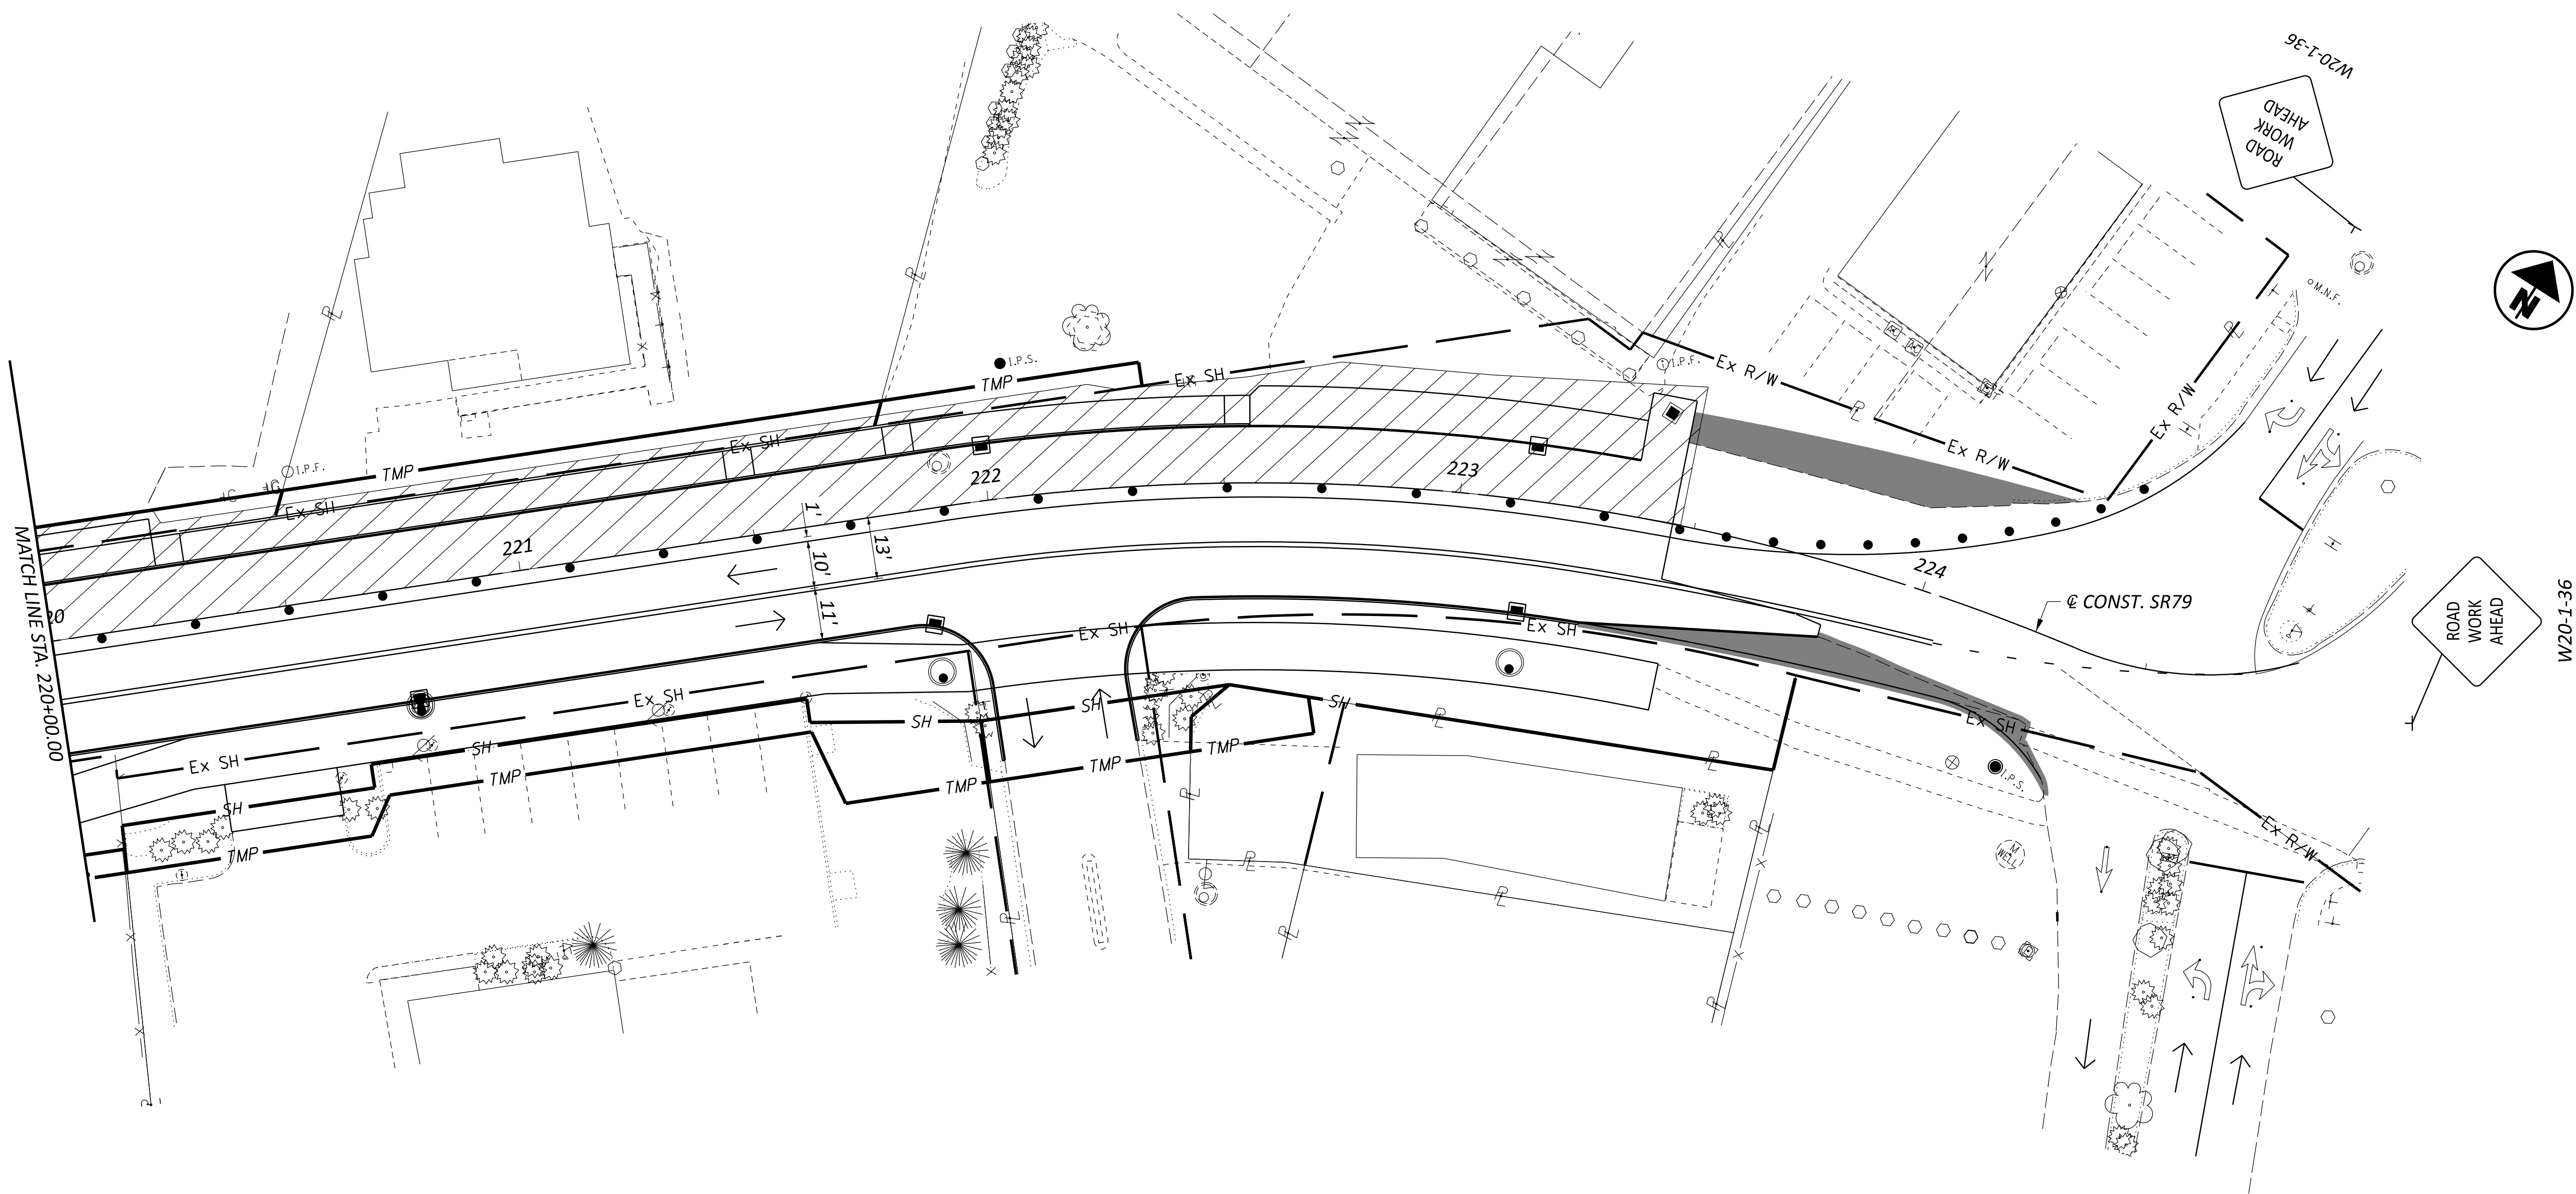 W20-1-36
ROAD
WORK
AHEAD
N
M.N.F.
I.P.S.
TMP
Ex SH
I.P.F.
Ex R/W
Ex SH
I.P.F.
TMP
Ex SH
Ex R/W
Ex R/W
222
223
221
1'
10'
13'
11'
224
℄ CONST. SR79
ROAD
WORK
AHEAD
W20-1-36
MATCH LINE STA. 220+00.00
20
Ex SH
Ex SH
Ex SH
Ex SH
Ex SH
SH
SH
SH
SH
SH
TMP
TMP
TMP
TMP
TMP
I.P.S.
M
WELL
Ex R/W